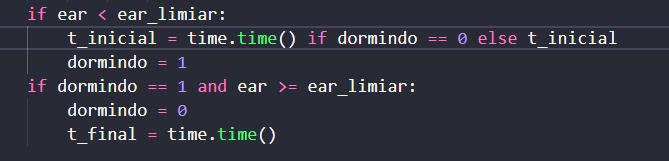 if ear < ear_limiar:
    t_inicial = time.time() if dormindo == 0 else t_inicial
    dormindo = 1
if dormindo == 1 and ear >= ear_limiar:
    dormindo = 0
    t_final = time.time()